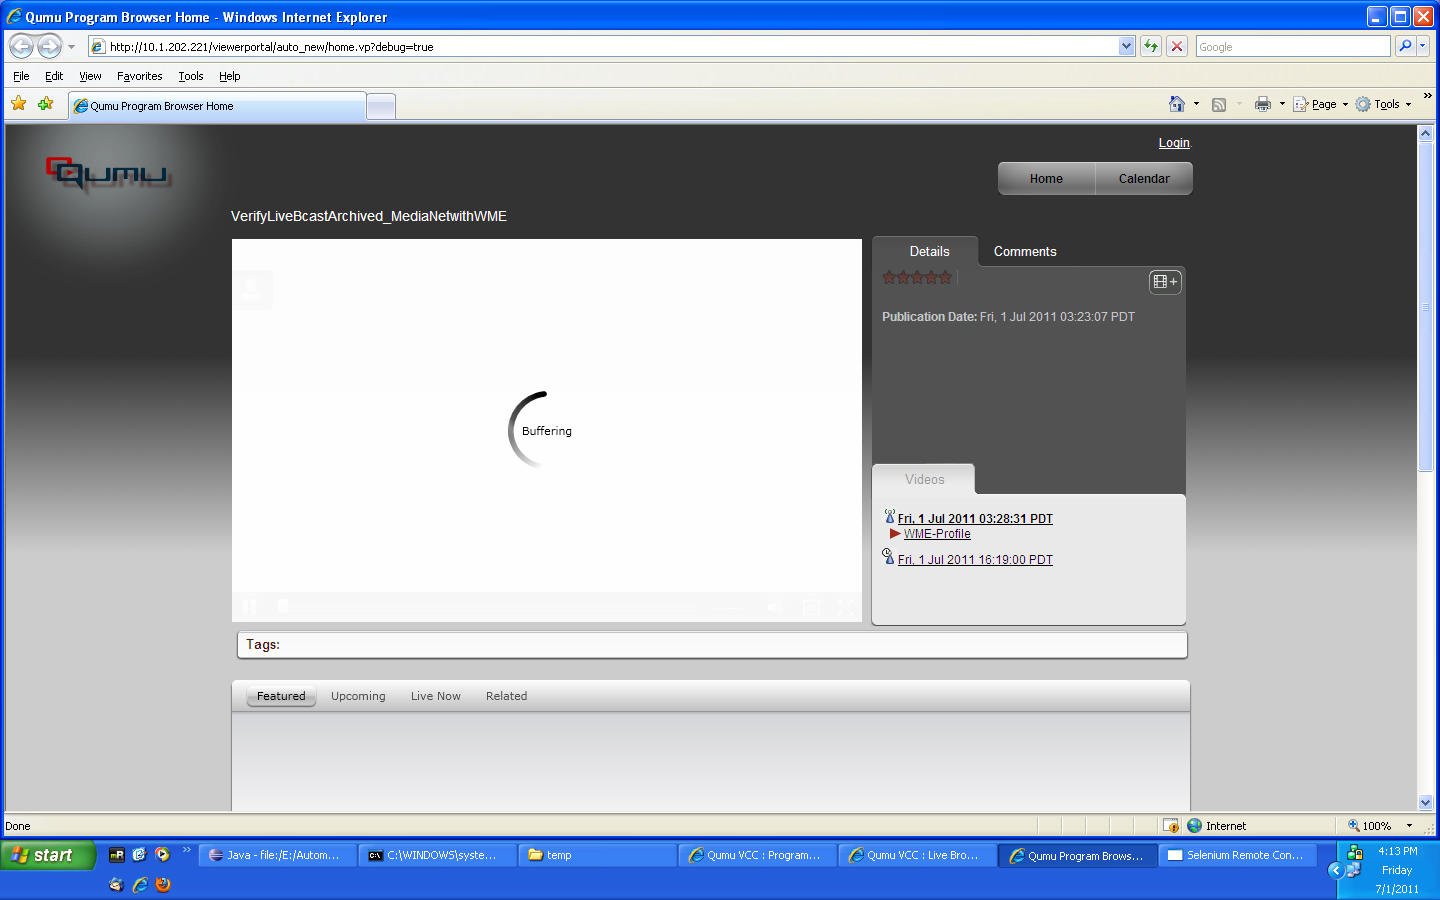 Qumu Program Browser Home - Windows Internet Explorer
http://10.1.202.221/viewerportal/auto_new/home.vp?debug=true
Google
File Edit View Favorites Tools Help
Qumu Program Browser Home
Page Tools
Qumu
Login.
Home Calendar
VerifyLiveBcastArchived_MediaNetwithWME
Details Comments
Publication Date: Fri, 1 Jul 2011 03:23:07 PDT
Buffering
Videos
Fri, 1 Jul 2011 03:28:31 PDT
WME-Profile
Fri, 1 Jul 2011 16:19:00 PDT
Tags:
Featured Upcoming Live Now Related
Done
Internet
100%
start
Java - file:/E:/Autom...
C:\WINDOWS\syste...
temp
Qumu VCC : Program...
Qumu VCC : Live Bro...
Qumu Program Brows...
Selenium Remote Con...
4:13 PM
Friday
7/1/2011